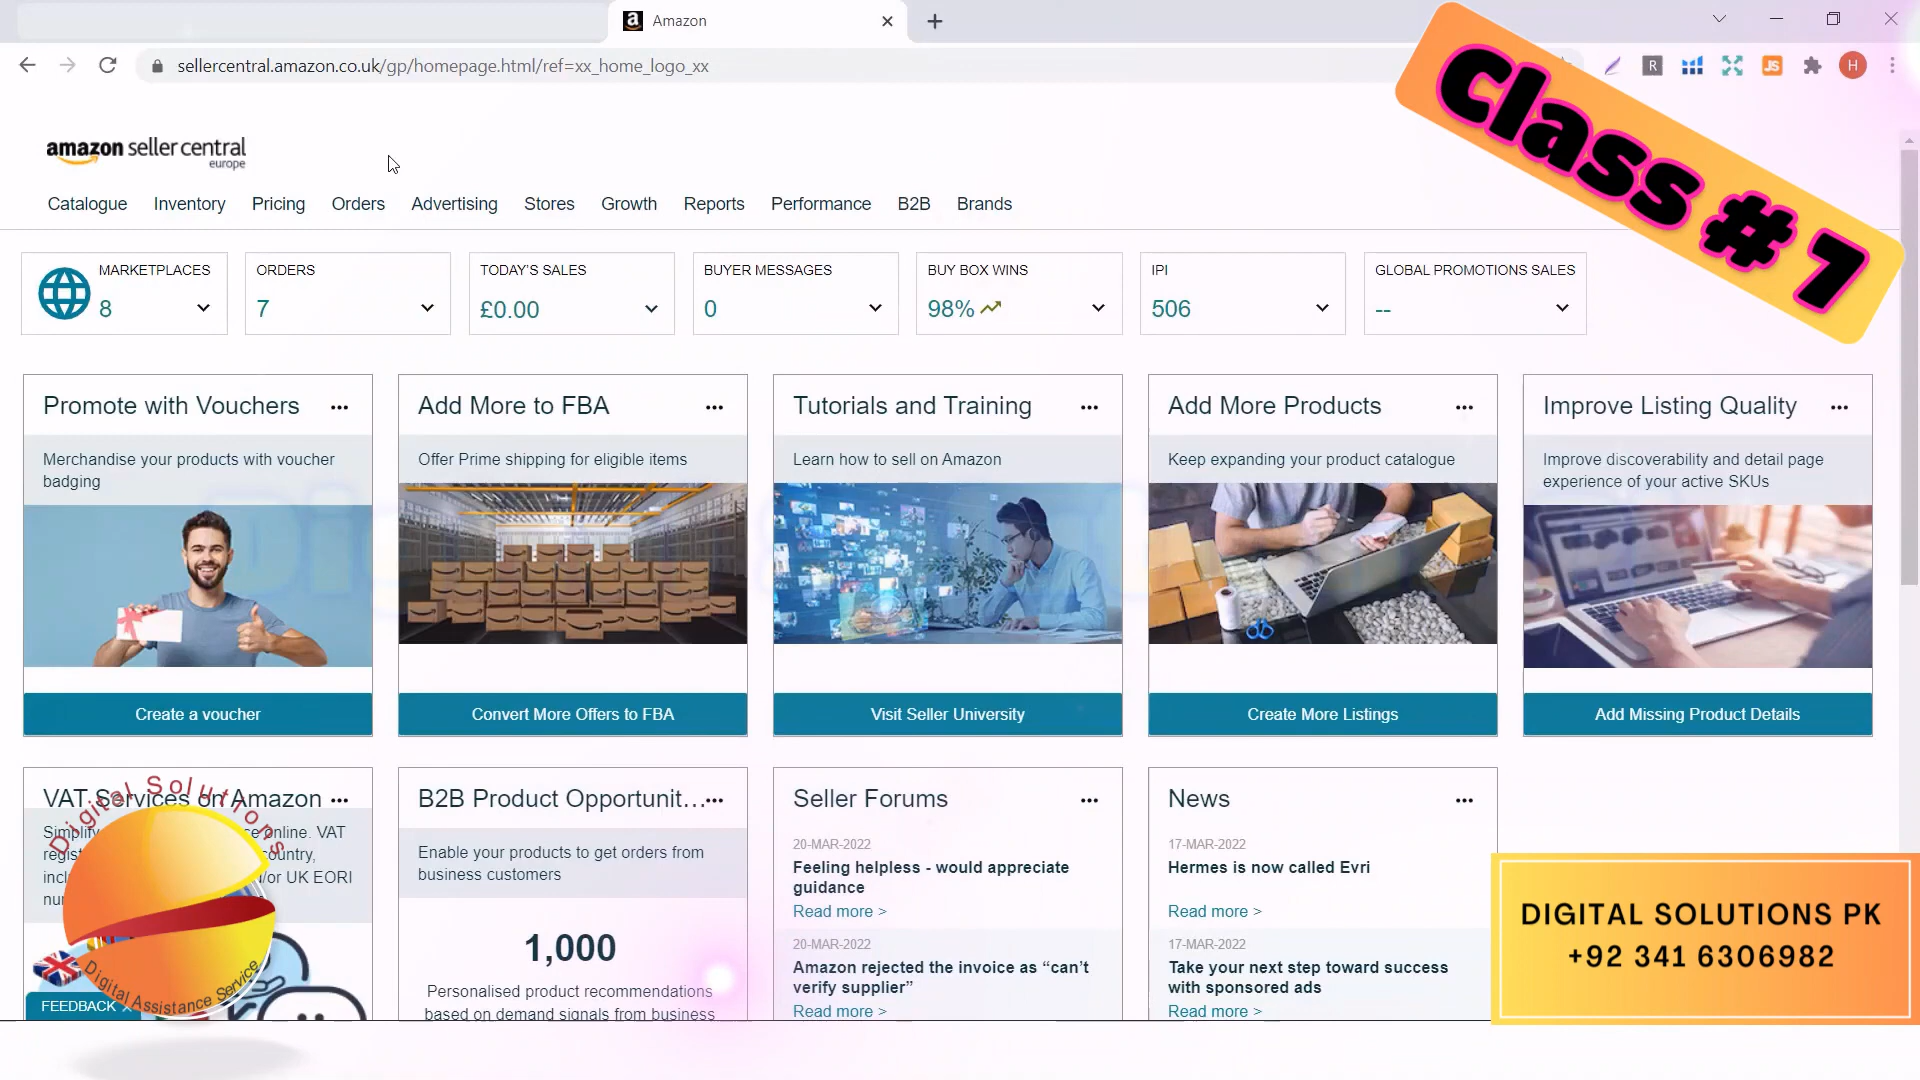 Amazon
sellercentral.amazon.co.uk/gp/homepage.html/ref=xx_home_logo_xx
R
JS
H
Class #7
amazon seller central
europe
Catalogue Inventory Pricing Orders Advertising Stores Growth Reports Performance B2B Brands
MARKETPLACES
8
ORDERS
7
TODAY'S SALES
£0.00
BUYER MESSAGES
0
BUY BOX WINS
98%
IPI
506
GLOBAL PROMOTIONS SALES
--
Promote with Vouchers
Merchandise your products with voucher
badging
Create a voucher
Add More to FBA
Offer Prime shipping for eligible items
Convert More Offers to FBA
Tutorials and Training
Learn how to sell on Amazon
Visit Seller University
Add More Products
Keep expanding your product catalogue
Create More Listings
Improve Listing Quality
Improve discoverability and detail page
experience of your active SKUs
Add Missing Product Details
VAT Services on Amazon
online. VAT
country,
/or UK EORI
FEEDBACK
Digital Solutions
Digital Assistance Service
B2B Product Opportunit...
Enable your products to get orders from
business customers
1,000
Personalised product recommendations
based on demand signals from business
Seller Forums
20-MAR-2022
Feeling helpless - would appreciate
guidance
Read more >
20-MAR-2022
Amazon rejected the invoice as “can’t
verify supplier”
Read more >
News
17-MAR-2022
Hermes is now called Evri
Read more >
17-MAR-2022
Take your next step toward success
with sponsored ads
Read more >
DIGITAL SOLUTIONS PK
+92 341 6306982